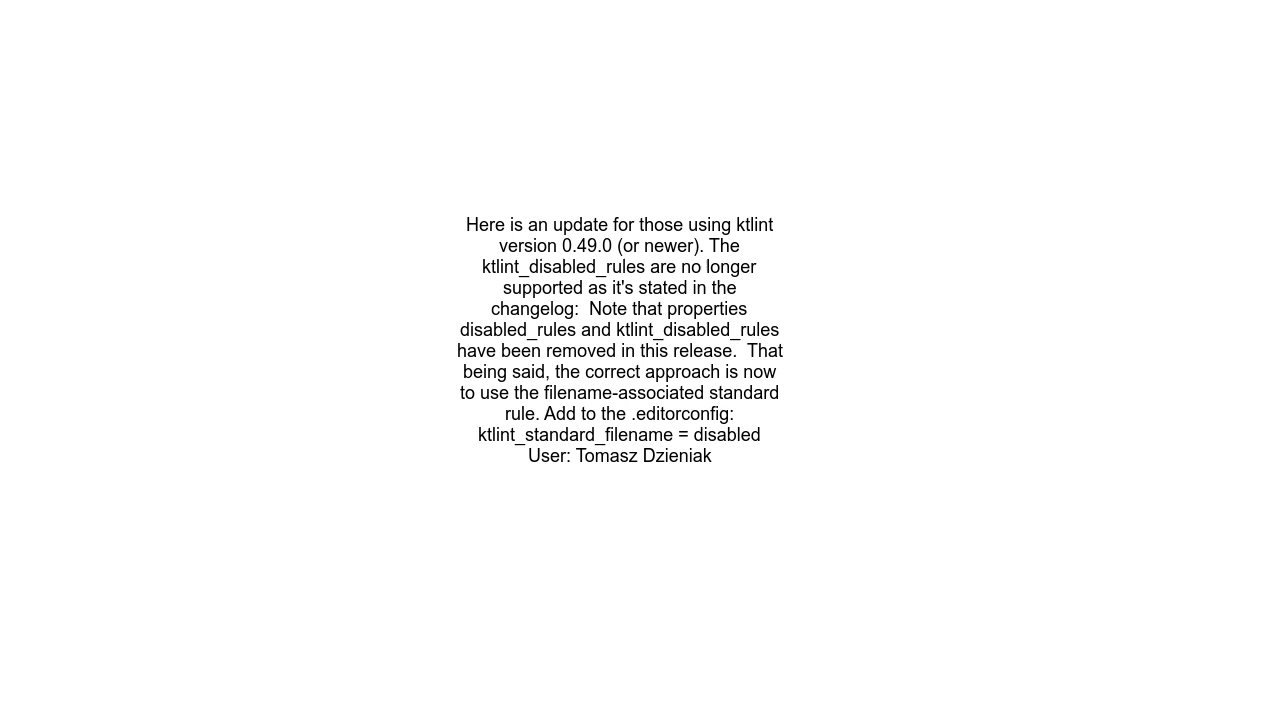 Here is an update for those using ktlint
version 0.49.0 (or newer). The
ktlint_disabled_rules are no longer
supported as it's stated in the
changelog:  Note that properties
disabled_rules and ktlint_disabled_rules
have been removed in this release.  That
being said, the correct approach is now
to use the filename-associated standard
rule. Add to the .editorconfig:
ktlint_standard_filename = disabled
User: Tomasz Dzieniak